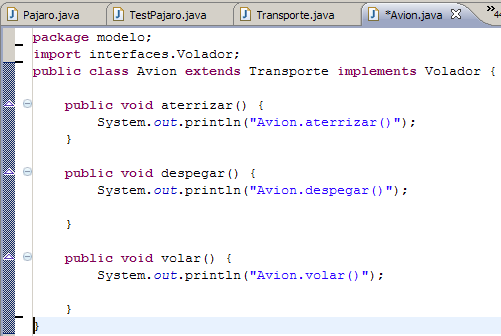 Pajaro.java TestPajaro.java Transporte.java *Avion.java
package modelo;
import interfaces.Volador;
public class Avion extends Transporte implements Volador {
public void aterrizar() {
System.out.println("Avion.aterrizar()");
}
public void despegar() {
System.out.println("Avion.despegar()");
}
public void volar() {
System.out.println("Avion.volar()");
}
}